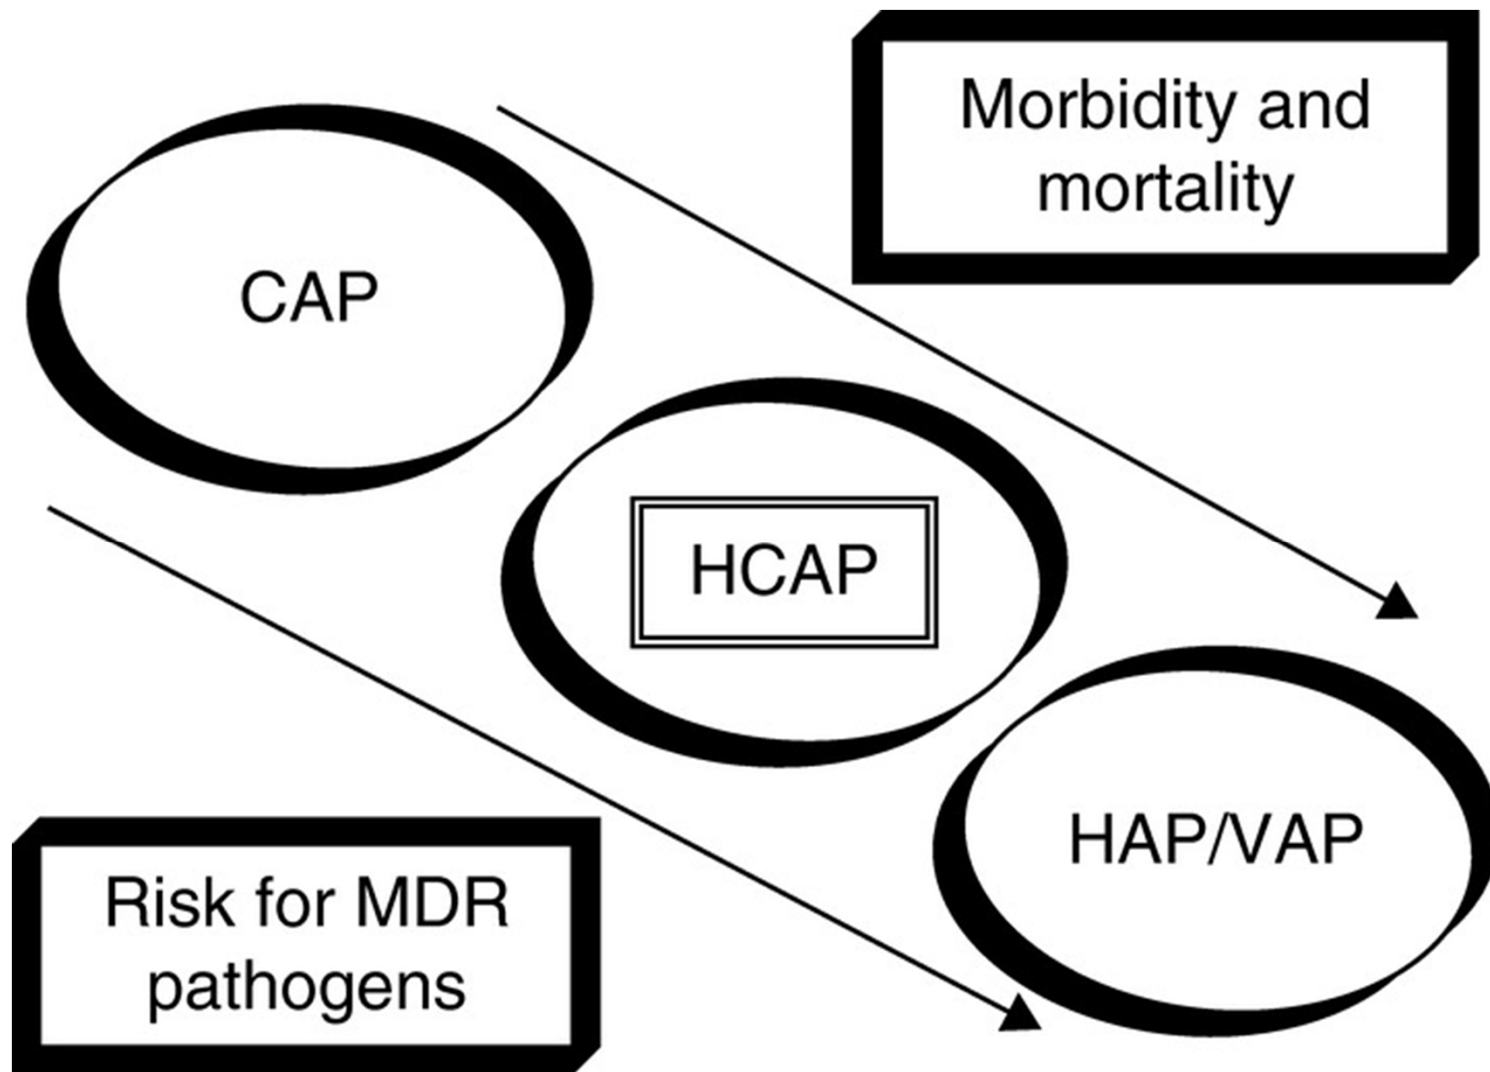 Morbidity and
mortality
CAP
HCAP
HAP/VAP
Risk for MDR
pathogens